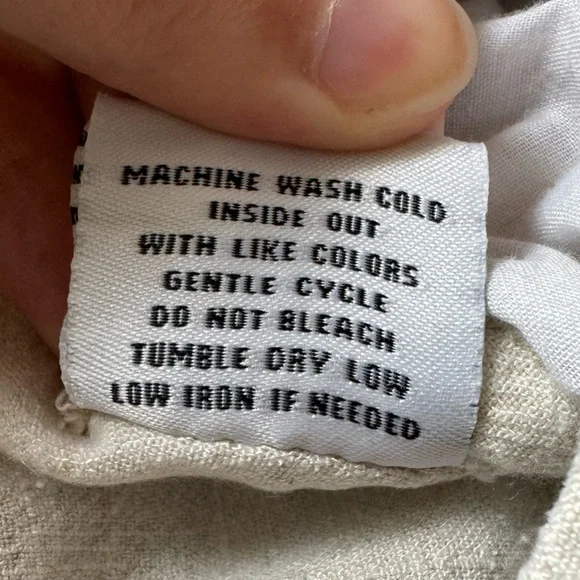 MACHINE WASH COLD
INSIDE OUT
WITH LIKE COLORS
GENTLE CYCLE
DO NOT BLEACH
TUMBLE DRY LOW
LOW IRON IF NEEDED